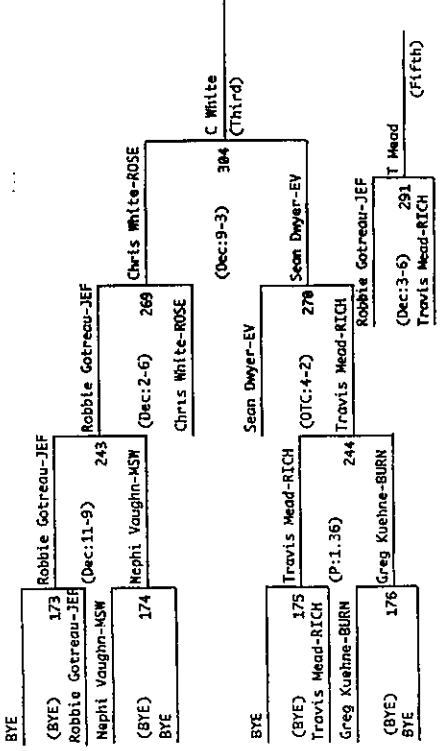 BYE
(BYE) 173
Robbie Gotreau-JEF
Nephi Vaughn-MSW
(BYE) 174
BYE
Robbie Gotreau-JEF
(Dec:11-9) 243
Nephi Vaughn-MSW
Robbie Gotreau-JEF
(Dec:2-6) 269
Chris White-ROSE
Chris White-ROSE
(Dec:9-3) 304
Sean Dwyer-EV
C White
(Third)
BYE
(BYE) 175
Travis Mead-RICH
Greg Kuehne-BURN
(BYE) 176
BYE
Travis Mead-RICH
(P:1.36) 244
Greg Kuehne-BURN
Sean Dwyer-EV
(OTC:4-2) 270
Travis Mead-RICH
Robbie Gotreau-JEF
(Dec:3-6) 291
Travis Mead-RICH
T Mead
(Fifth)